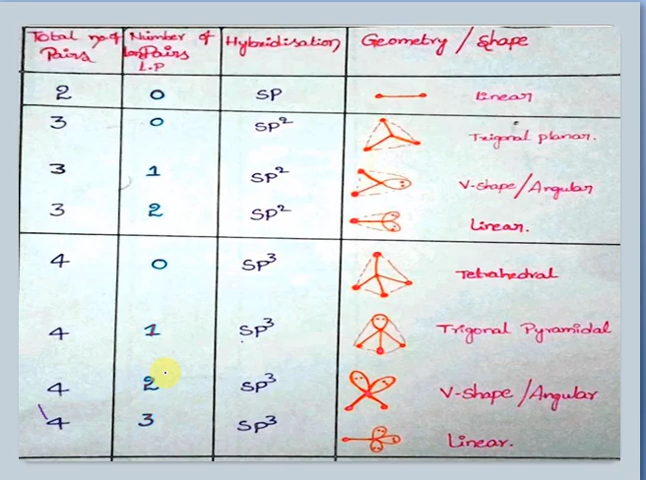 Total no.of Number of Hybridisation Geometry / Shape
Pairs lonPairs
L.P
2 0 SP Linear
3 0 SP² Trigonal planar.
3 1 SP² V-shape/Angular
3 2 SP² Linear.
4 0 SP³ Tetrahedral
4 1 SP³ Trigonal Pyramidal
4 2 SP³ V-shape/Angular
4 3 SP³ Linear.